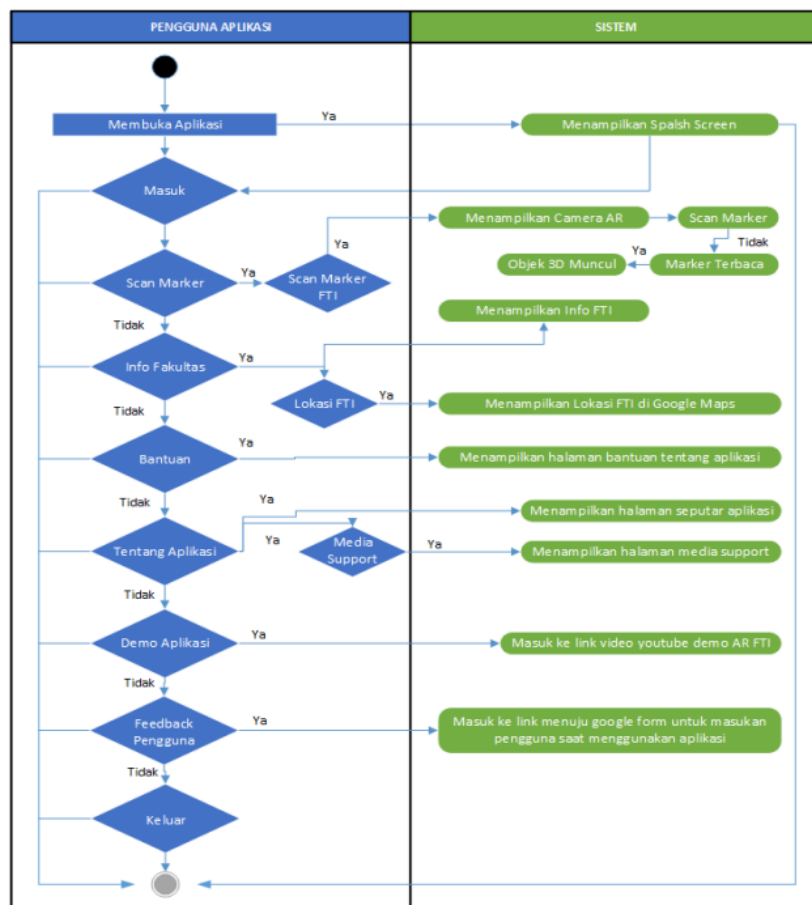 PENGGUNA APLIKASI
SISTEM
Membuka Aplikasi
Ya
Menampilkan Spalsh Screen
Masuk
Menampilkan Camera AR
Scan Marker
Ya
Tidak
Ya
Objek 3D Muncul
Marker Terbaca
Scan Marker
Ya
Scan Marker
FTI
Menampilkan Info FTI
Tidak
Info Fakultas
Ya
Ya
Lokasi FTI
Ya
Menampilkan Lokasi FTI di Google Maps
Tidak
Bantuan
Ya
Menampilkan halaman bantuan tentang aplikasi
Tidak
Ya
Menampilkan halaman seputar aplikasi
Tentang Aplikasi
Ya
Media
Support
Ya
Menampilkan halaman media support
Tidak
Demo Aplikasi
Ya
Masuk ke link video youtube demo AR FTI
Tidak
Feedback
Pengguna
Ya
Masuk ke link menuju google form untuk masukan
pengguna saat menggunakan aplikasi
Tidak
Keluar